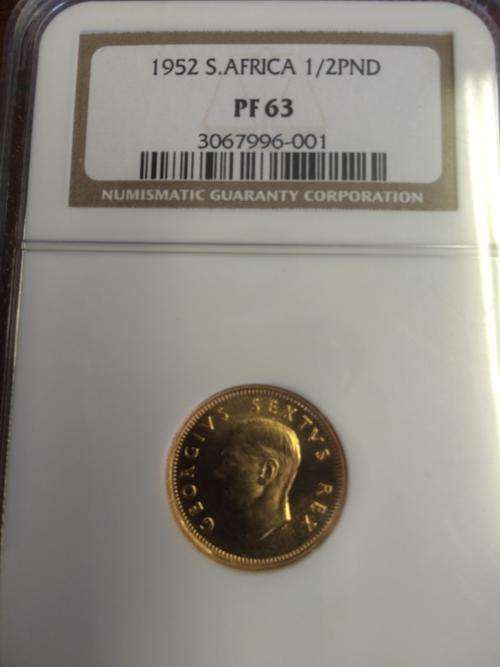 1952 S.AFRICA 1/2PND
PF 63
3067996-001
NUMISMATIC GUARANTY CORPORATION
GEORGIVS SEXTVS REX